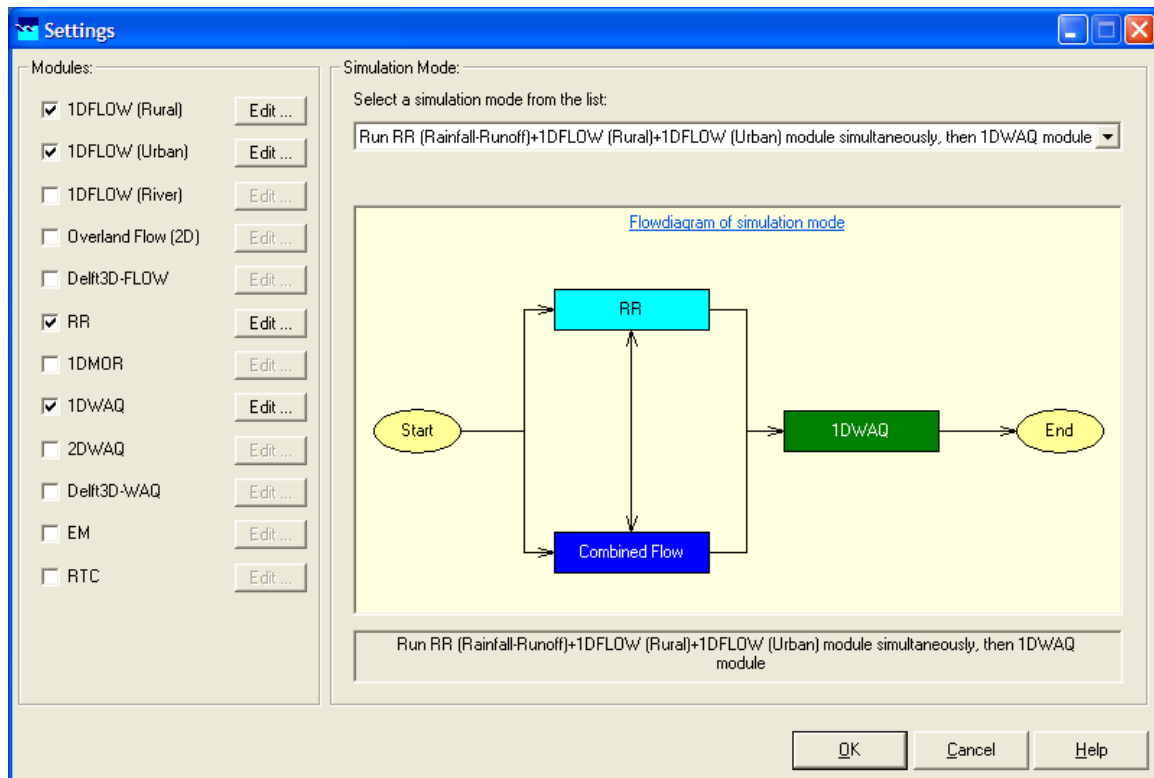 Settings
Modules:
1DFLOW (Rural) Edit ...
1DFLOW (Urban) Edit ...
1DFLOW (River) Edit ...
Overland Flow (2D) Edit ...
Delft3D-FLOW Edit ...
RR Edit ...
1DMOR Edit ...
1DWAQ Edit ...
2DWAQ Edit ...
Delft3D-WAQ Edit ...
EM Edit ...
RTC Edit ...
Simulation Mode:
Select a simulation mode from the list:
Run RR (Rainfall-Runoff)+1DFLOW (Rural)+1DFLOW (Urban) module simultaneously, then 1DWAQ module
Flowdiagram of simulation mode
RR
Start
1DWAQ
End
Combined Flow
Run RR (Rainfall-Runoff)+1DFLOW (Rural)+1DFLOW (Urban) module simultaneously, then 1DWAQ
module
OK Cancel Help